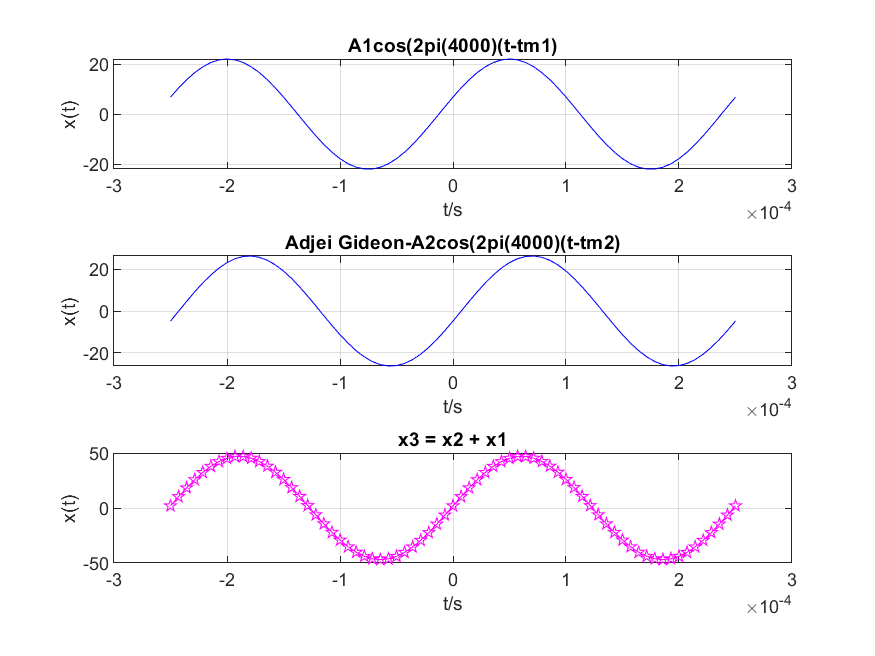 A1cos(2pi(4000)(t-tm1)
20
0
-20
x(t)
-3 -2 -1 0 1 2 3
t/s
×10-4
Adjei Gideon-A2cos(2pi(4000)(t-tm2)
20
0
-20
x(t)
-3 -2 -1 0 1 2 3
t/s
×10-4
x3 = x2 + x1
50
0
-50
x(t)
-3 -2 -1 0 1 2 3
t/s
×10-4